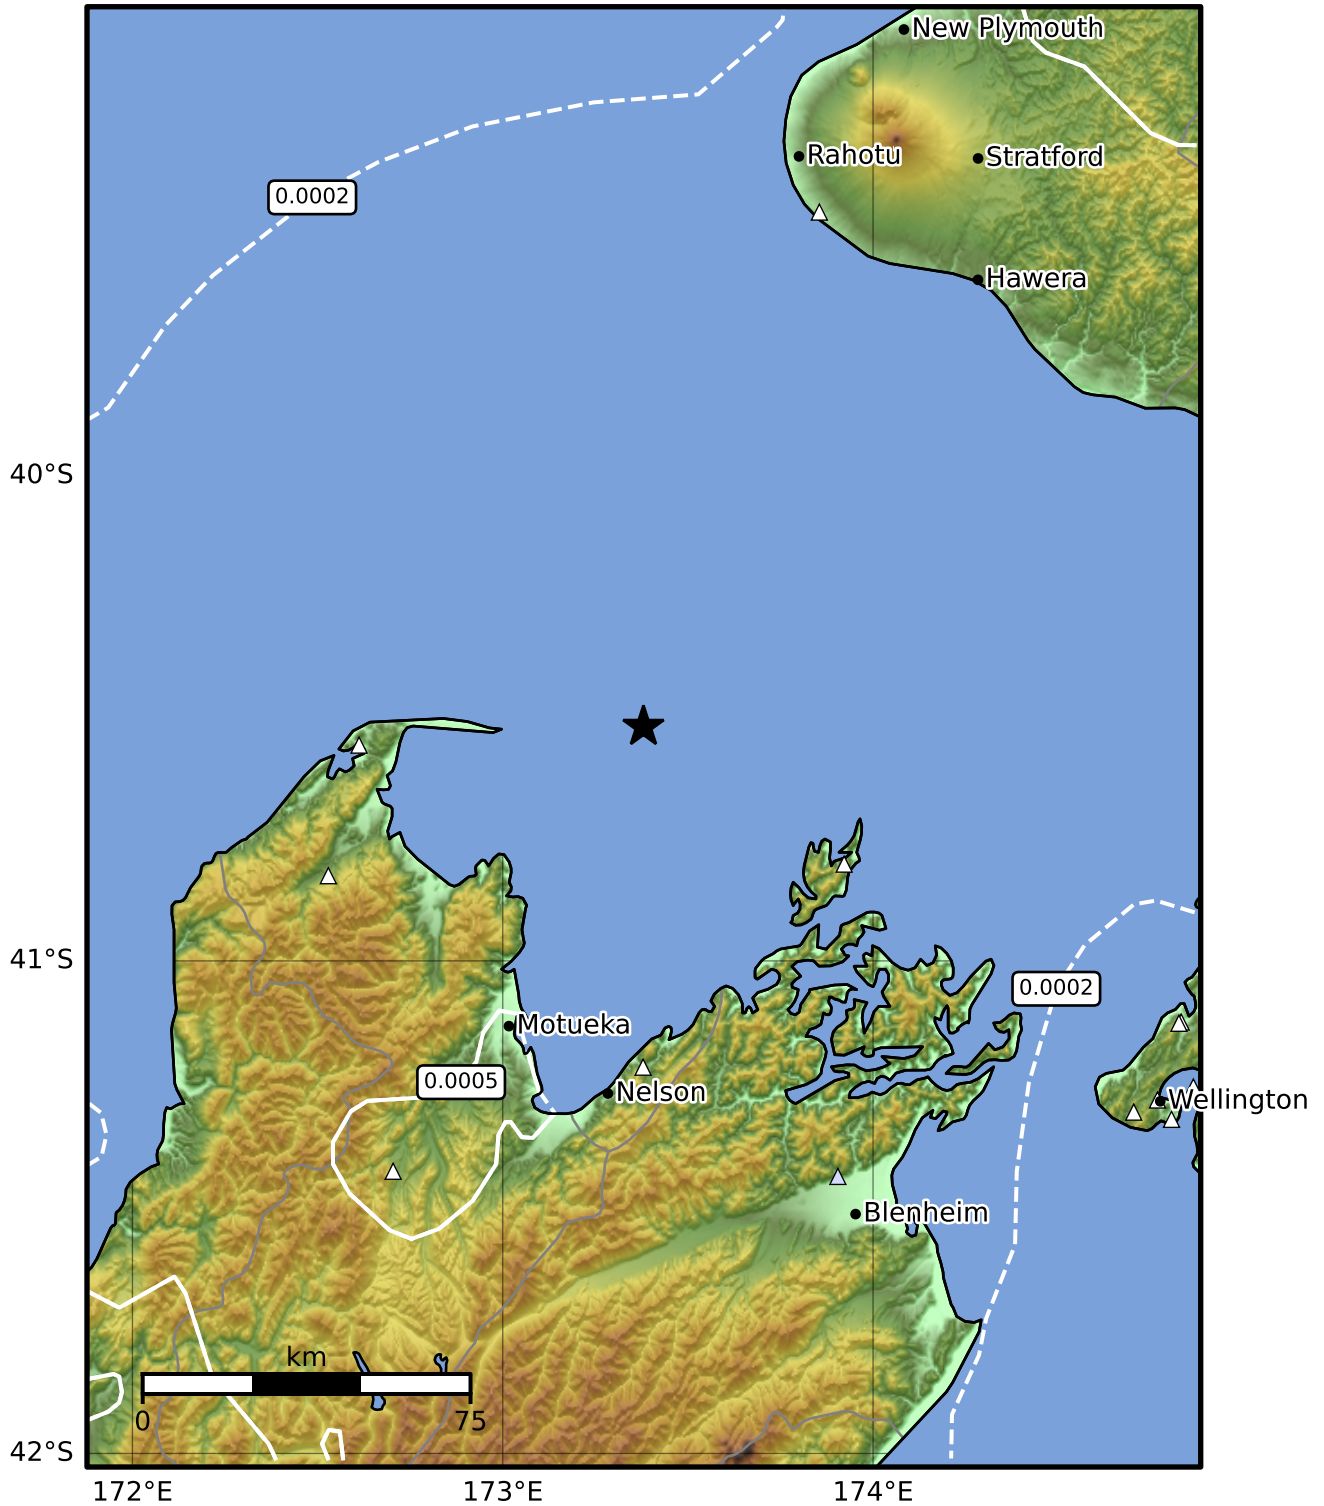 New Plymouth
Rahotu
Stratford
0.0002
Hawera
40°S
41°S
0.0002
Motueka
0.0005
Nelson
Wellington
Blenheim
km
0
75
42°S
172°E
173°E
174°E